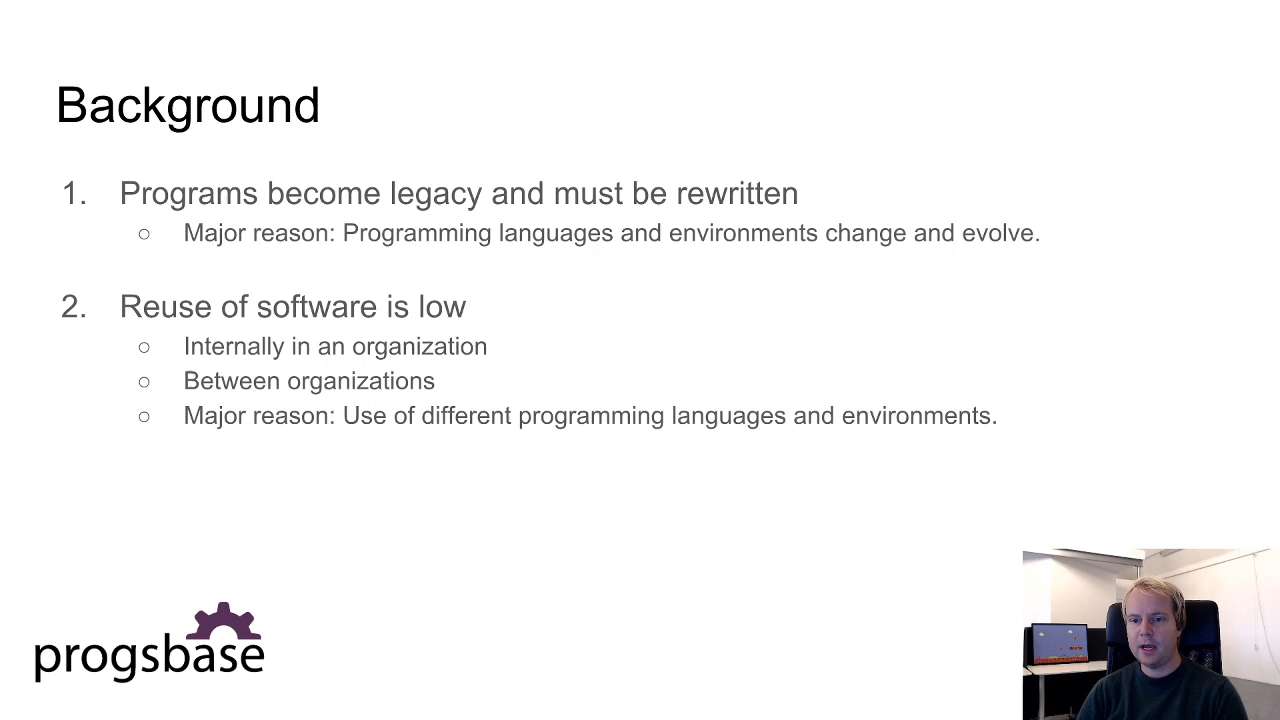 Background
1. Programs become legacy and must be rewritten
○ Major reason: Programming languages and environments change and evolve.
2. Reuse of software is low
○ Internally in an organization
○ Between organizations
○ Major reason: Use of different programming languages and environments.
progsbase